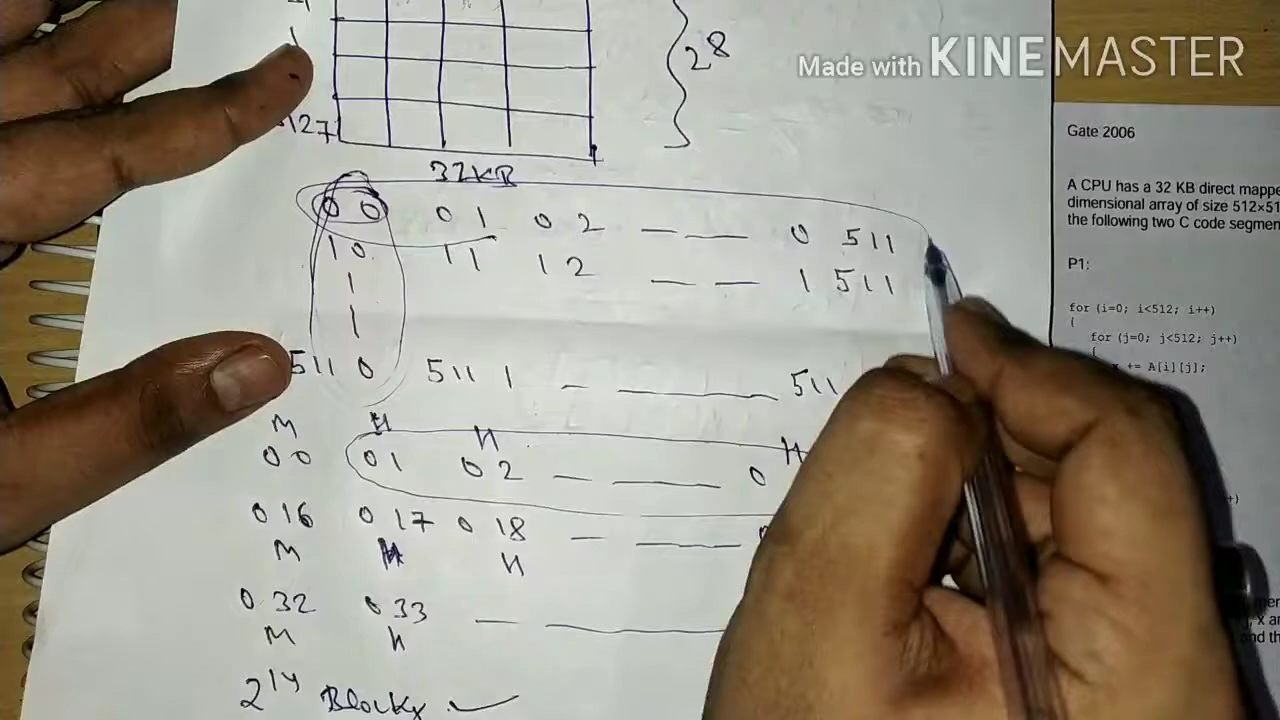 Made with KINEMASTER
2^8
127
32KB
Gate 2006
A CPU has a 32 KB direct mappe
dimensional array of size 512×51
the following two C code segmen
P1:
for (i=0; i<512; i++)
{
for (j=0; j<512; j++)
{
x += A[i][j];
0 0 0 1 0 2 — — 0 511
1 0 1 1 1 2 — — 1 511
1
1
511 0 511 1 — — 511
M H H H
0 0 0 1 0 2 — — 0
0 16 0 17 0 18 — —
M H H
0 32 0 33 — —
M H
2^14 Blocks